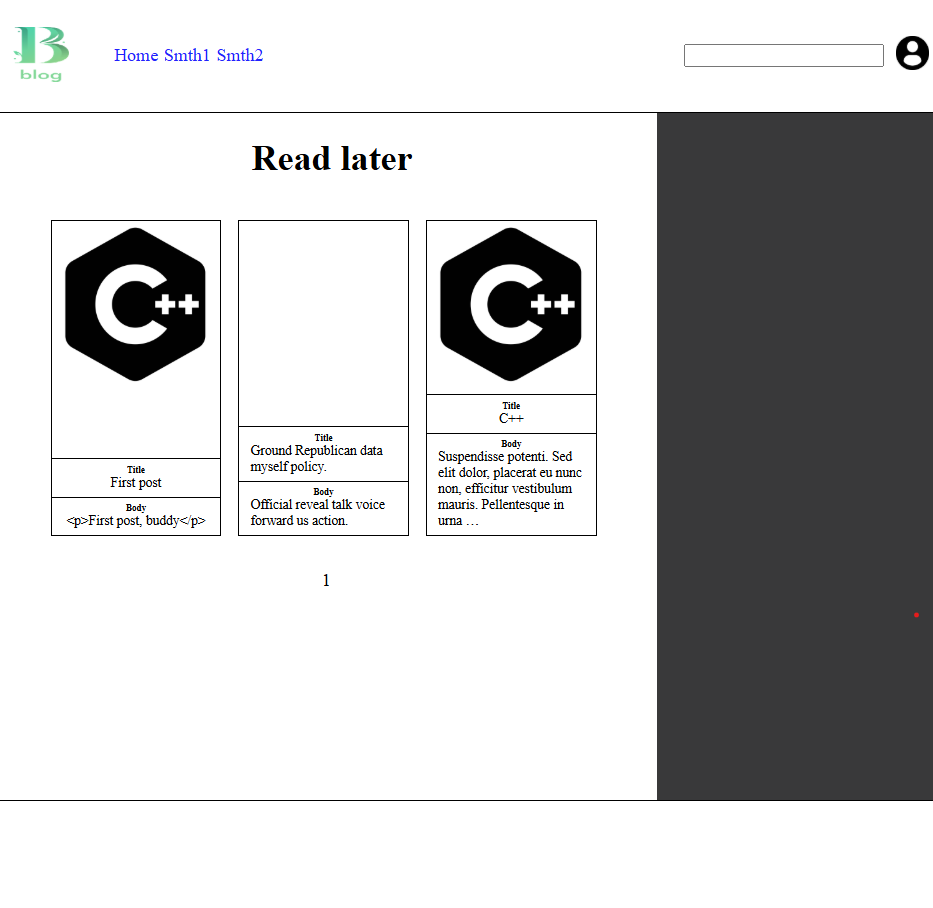 B
blog
Home Smth1 Smth2
Read later
C++
Title
First post
Body
<p>First post, buddy</p>
Title
Ground Republican data
myself policy.
Body
Official reveal talk voice
forward us action.
C++
Title
C++
Body
Suspendisse potenti. Sed
elit dolor, placerat eu nunc
non, efficitur vestibulum
mauris. Pellentesque in
urna …
1